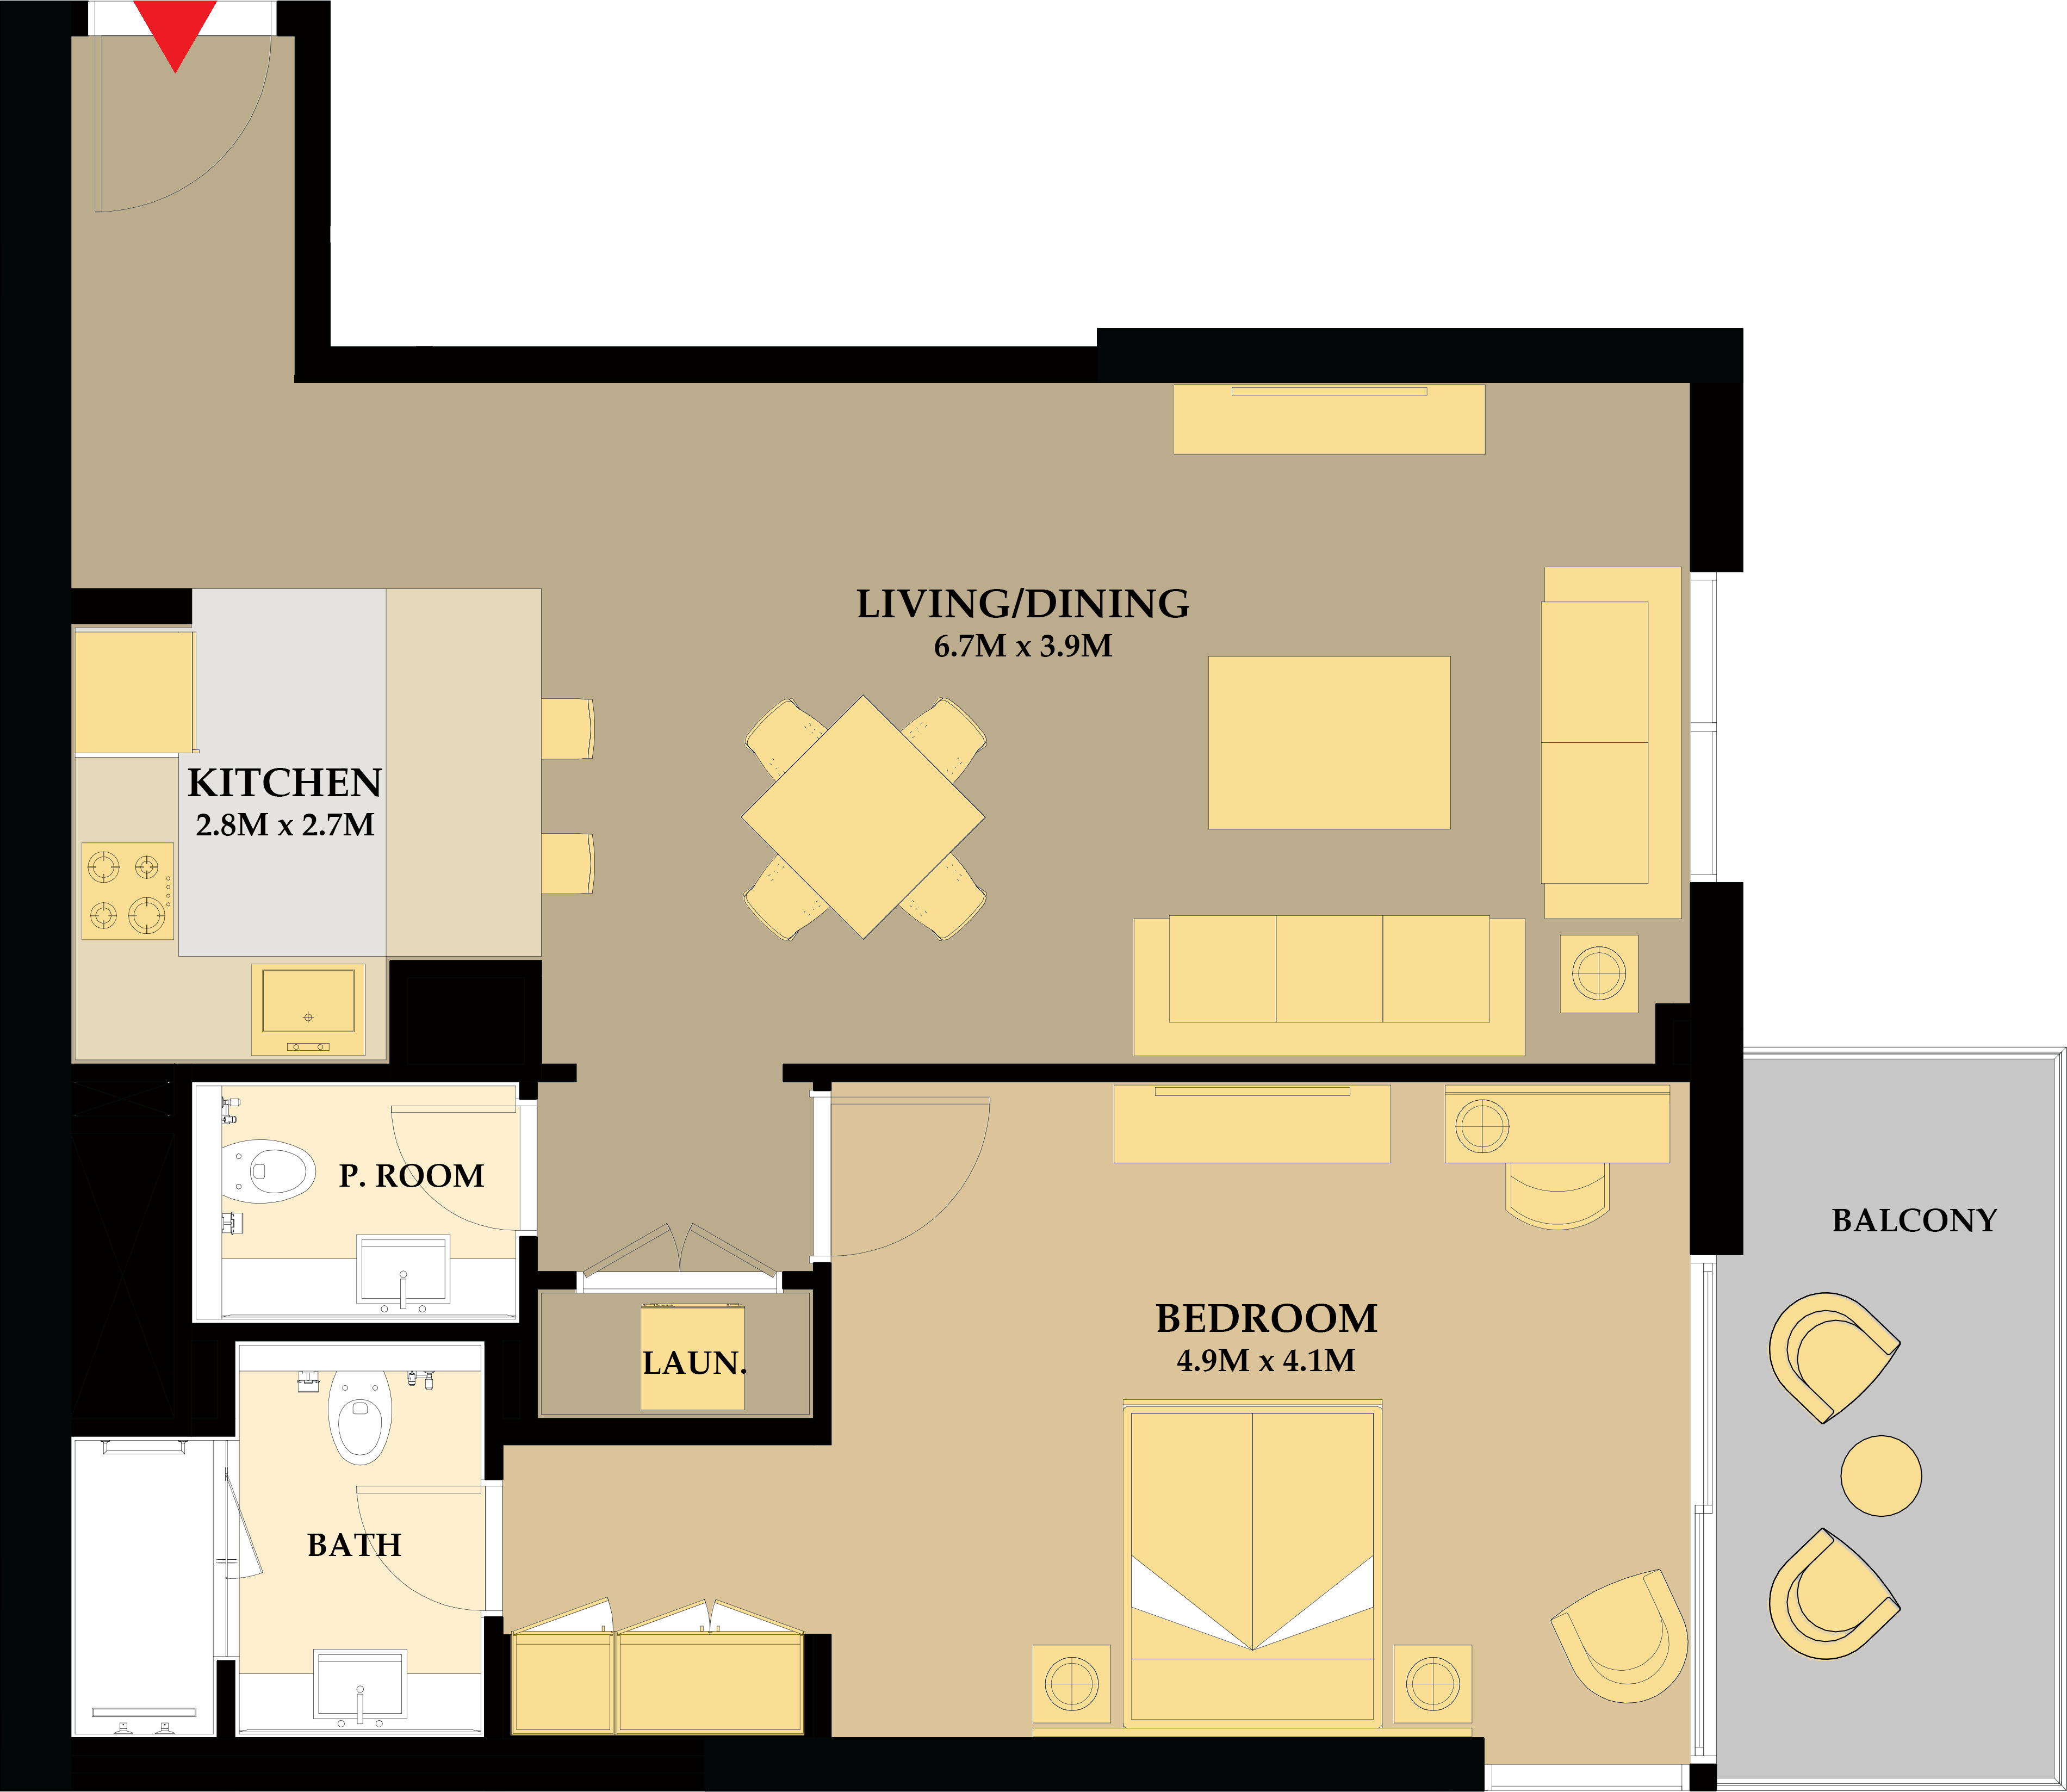 LIVING/DINING
6.7M x 3.9M
KITCHEN
2.8M x 2.7M
P. ROOM
BALCONY
BEDROOM
4.9M x 4.1M
LAUN.
BATH